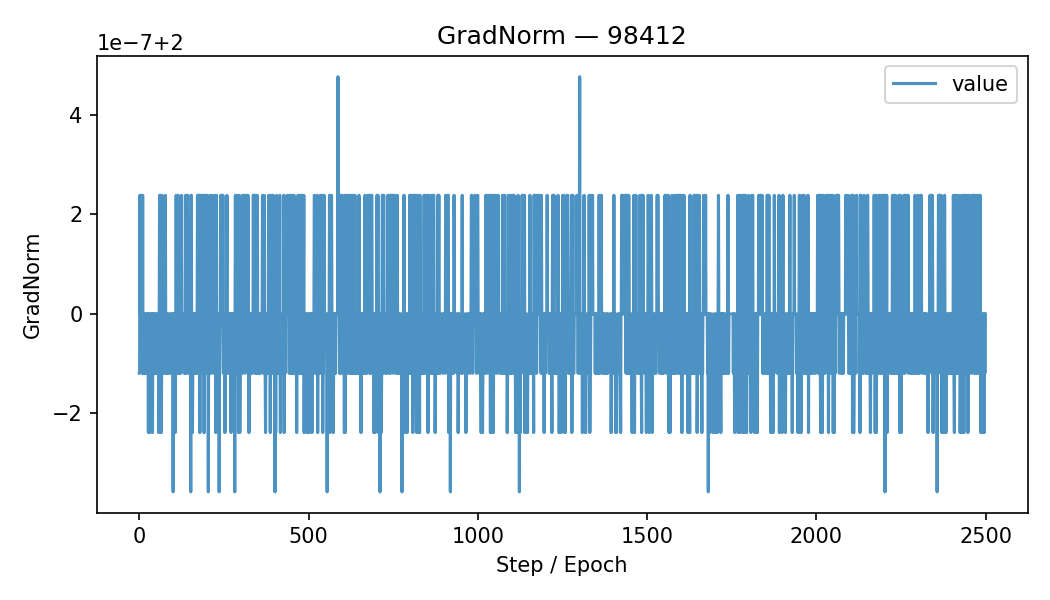 GradNorm — 98412
1e−7+2
value
4
2
0
−2
GradNorm
0 500 1000 1500 2000 2500
Step / Epoch